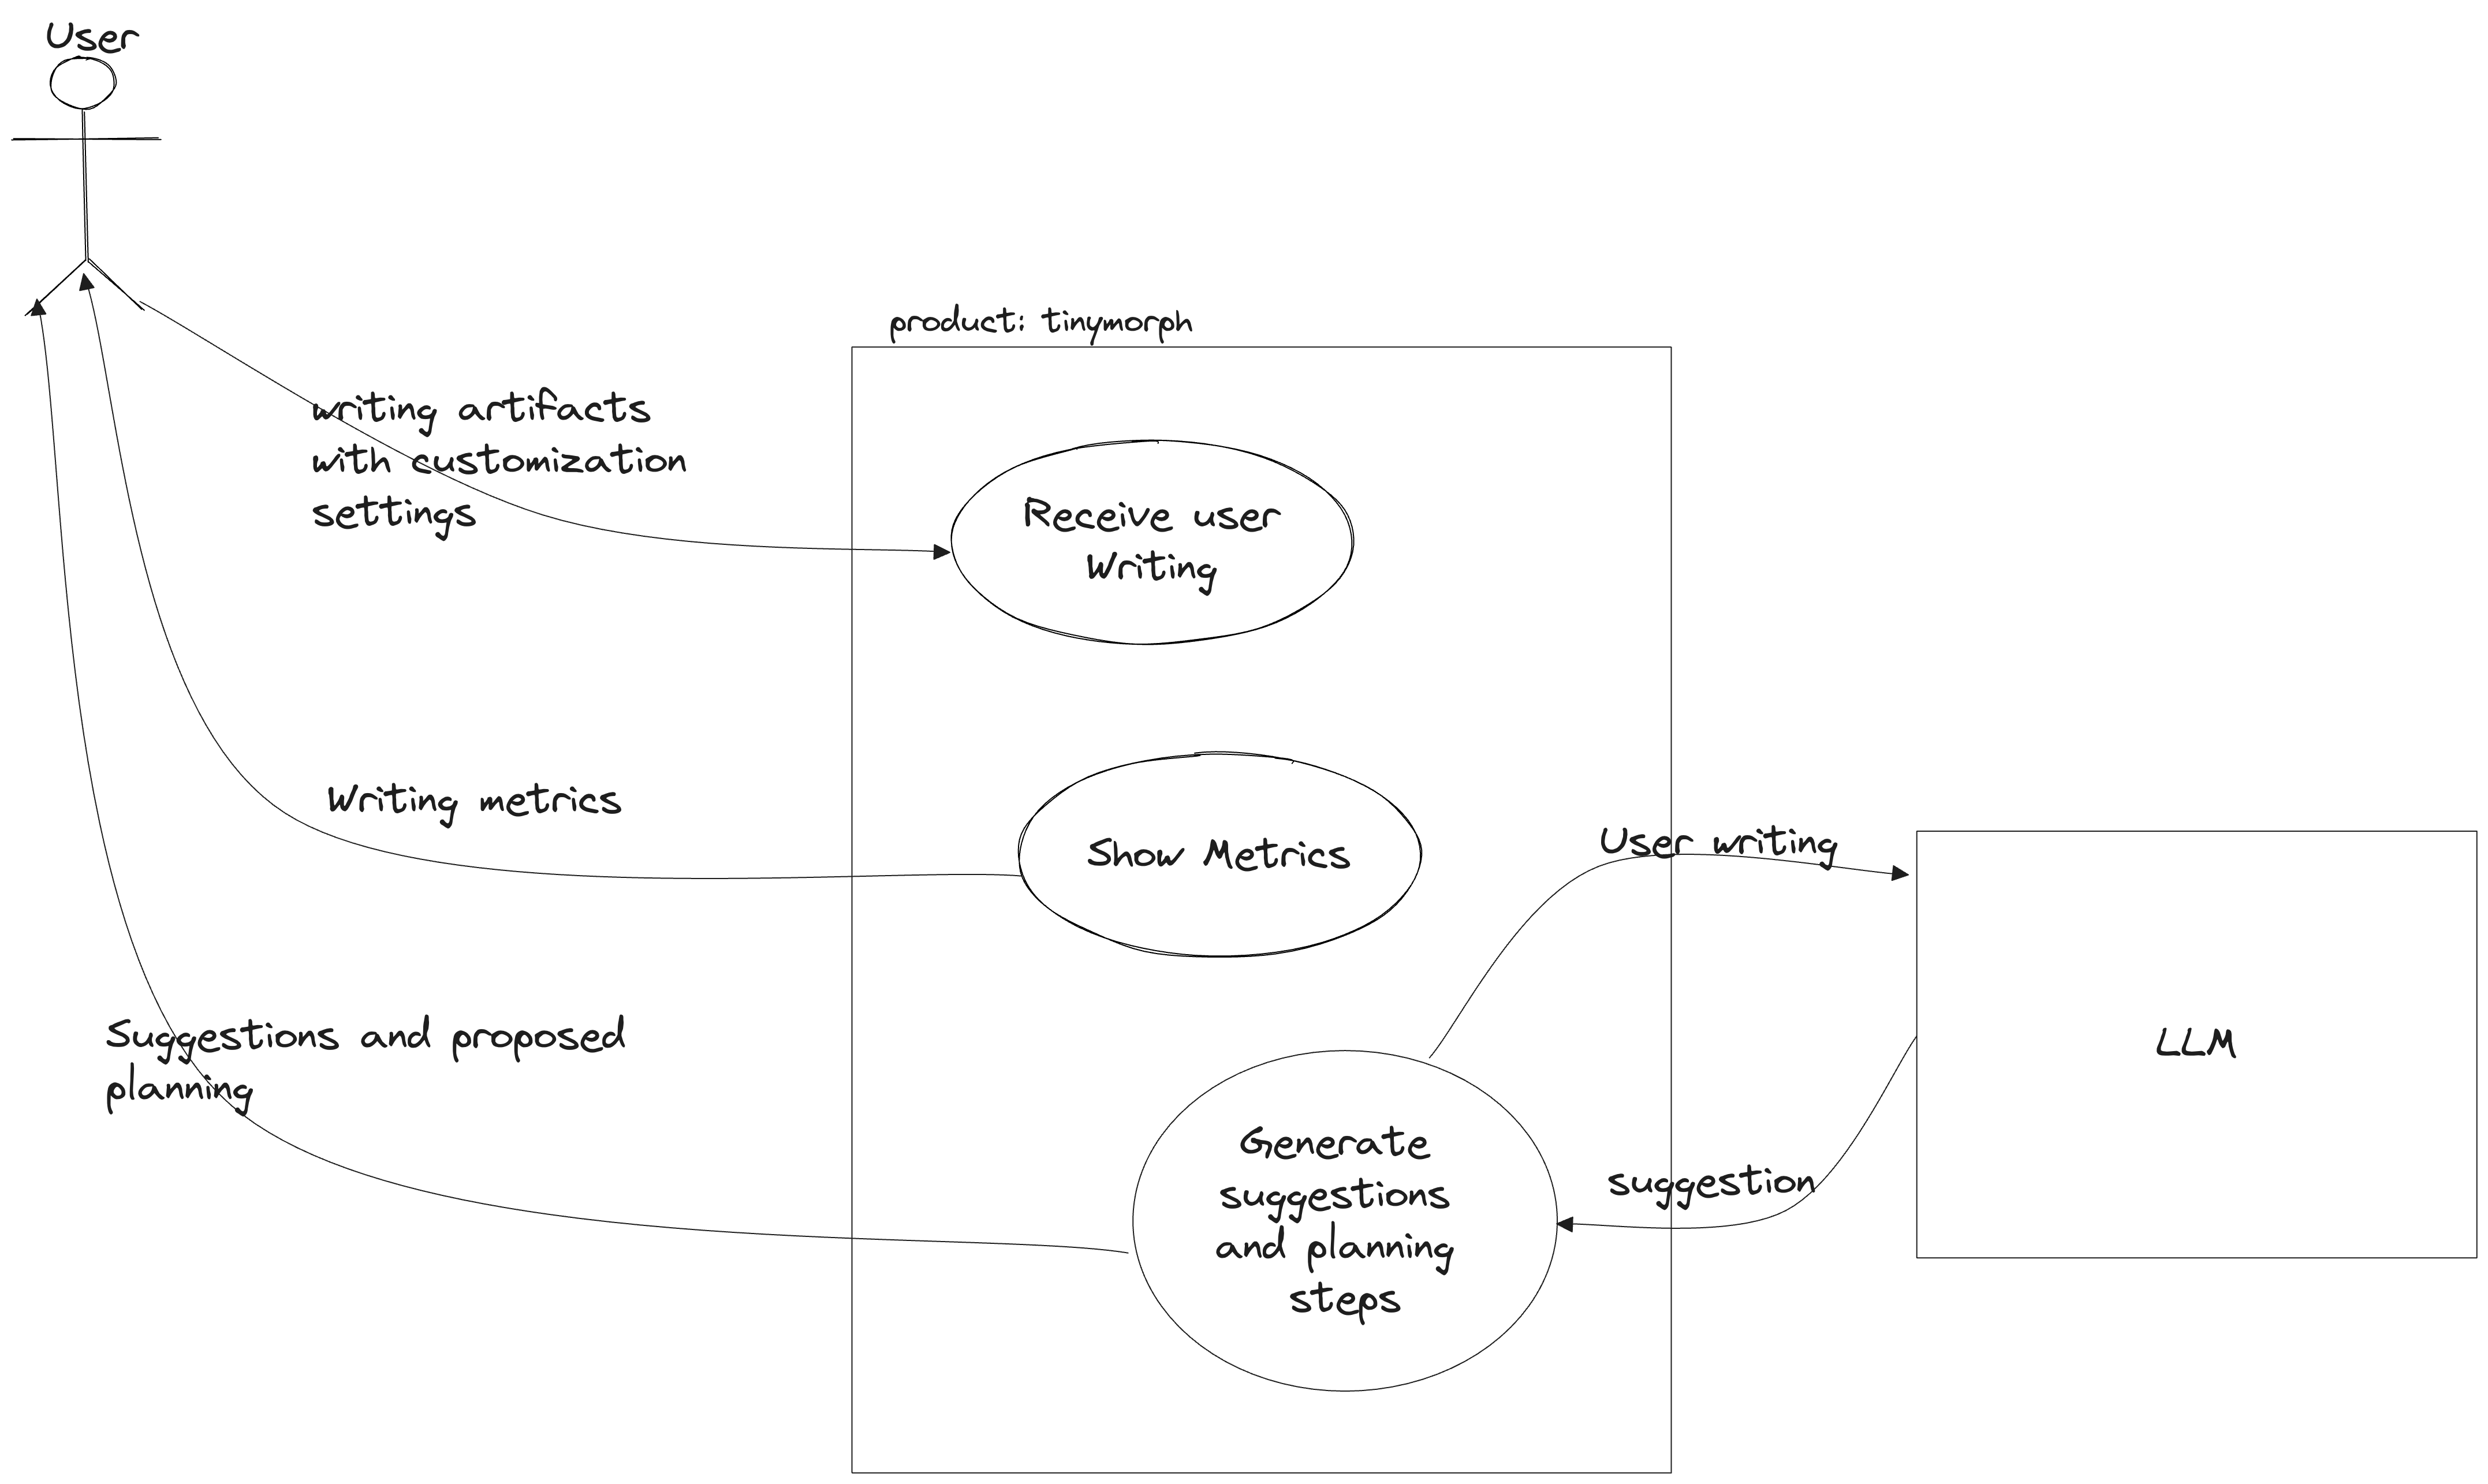 User
product: tinymorph
writing artifacts
with customization
settings
Receive user
Writing
Writing metrics
Show Metrics
User writing
LLM
Suggestions and proposed
planning
Generate
suggestions
and planning
steps
suggestion